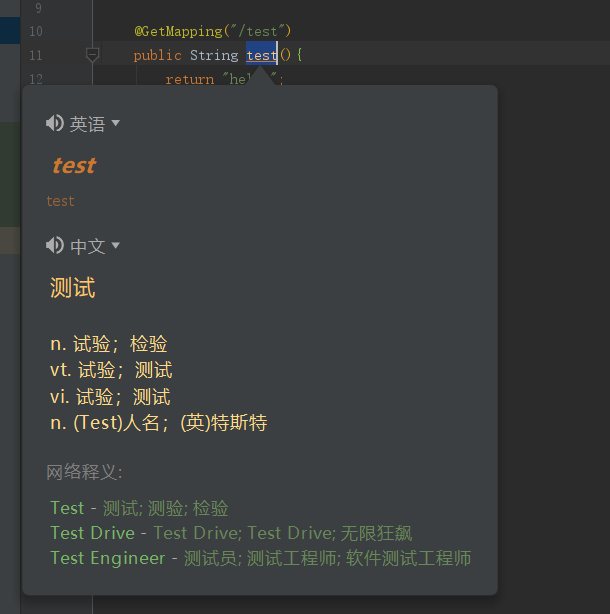 9
10 @GetMapping("/test")
11 public String test(){
12 return "hel ";
英语
test
test
中文
测试
n. 试验；检验
vt. 试验；测试
vi. 试验；测试
n. (Test)人名；(英)特斯特
网络释义:
Test - 测试; 测验; 检验
Test Drive - Test Drive; Test Drive; 无限狂飙
Test Engineer - 测试员; 测试工程师; 软件测试工程师